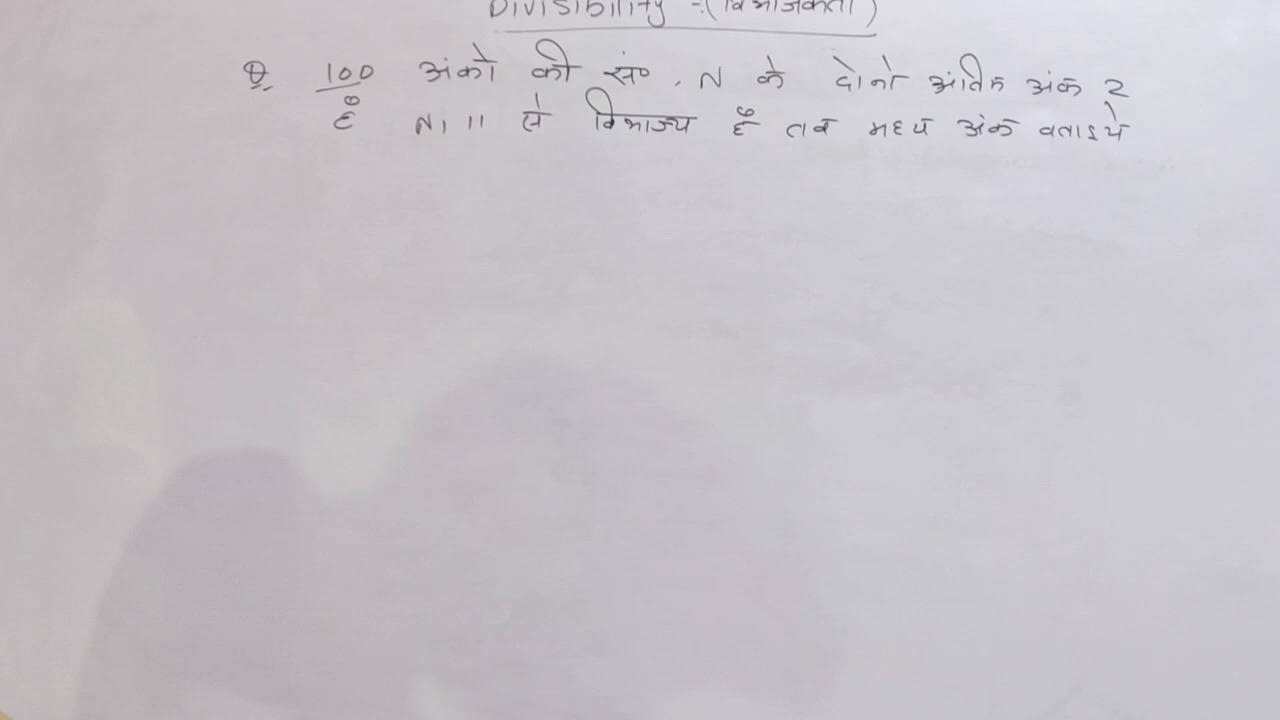 Divisibility -:(विभाजकता)
Q. 100 अंको की सं० . N के दोनो अंतिम अंक 2
है N, 11 से विभाज्य है तब मध्य अंक बताइये